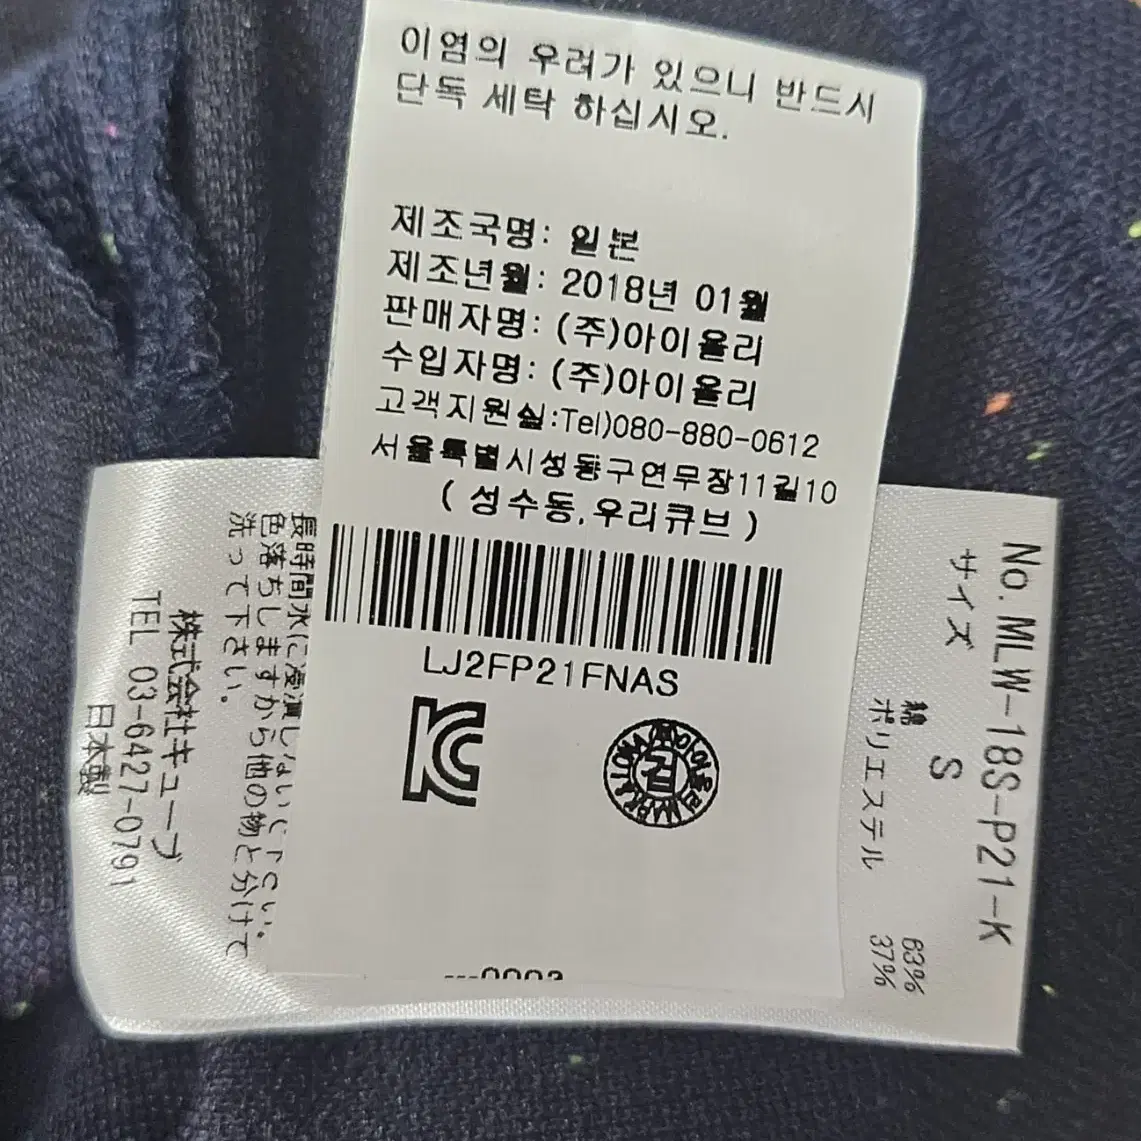 이염의 우려가 있으니 반드시
단독 세탁 하십시오.
제조국명: 일본
제조년월: 2018년 01월
판매자명: (주)아이올리
수입자명: (주)아이올리
고객지원실:Tel)080-880-0612
서울특별시성동구연무장11길10
( 성수동,우리큐브 )
LJ2FP21FNAS
No. MLW-18S-P21-K
サイズ
S
綿 63%
ポリエステル 37%
長時間水に浸漬しないで下さい。
色落ちしますから他の物と分けて
洗って下さい。
株式会社キューブ
TEL 03-6427-0791
日本製